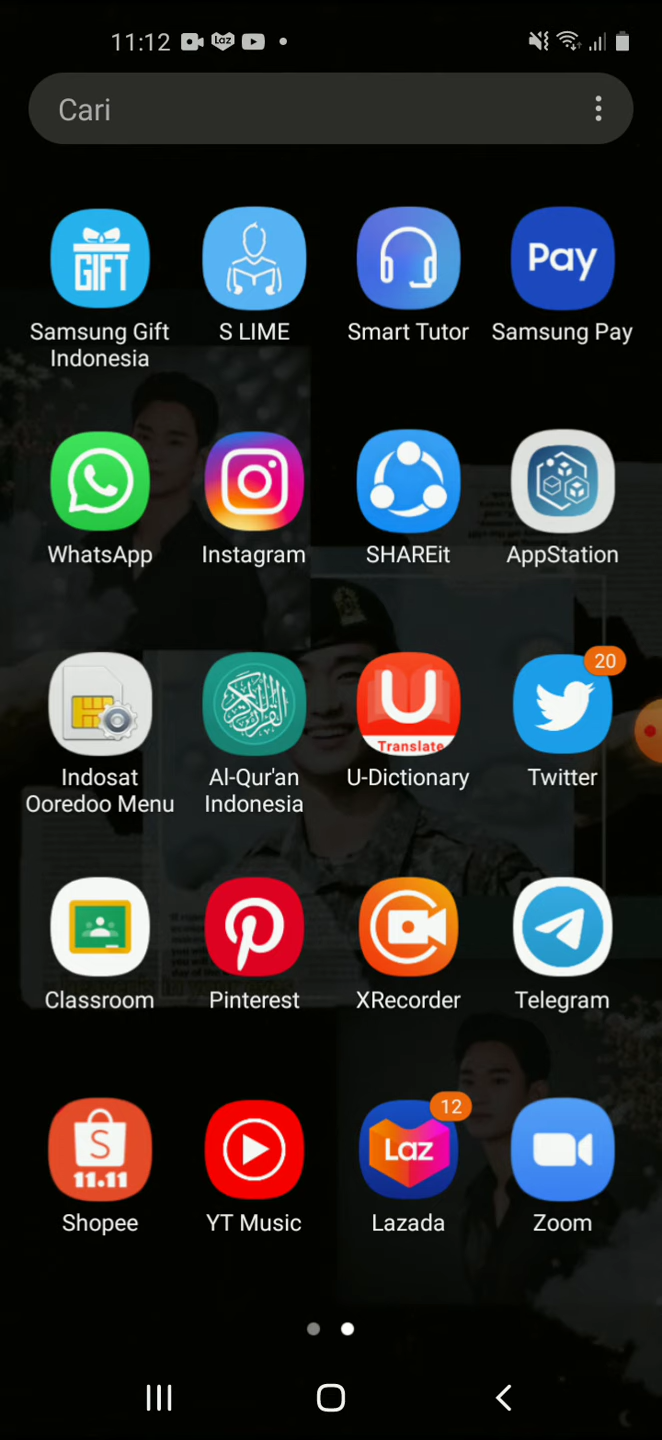 11:12
Laz
Cari
GIFT
Pay
Samsung Gift
Indonesia
S LIME
Smart Tutor
Samsung Pay
WhatsApp
Instagram
SHAREit
AppStation
U
Translate
20
Indosat
Ooredoo Menu
Al-Qur'an
Indonesia
U-Dictionary
Twitter
Classroom
Pinterest
XRecorder
Telegram
S
11.11
Laz
12
Shopee
YT Music
Lazada
Zoom